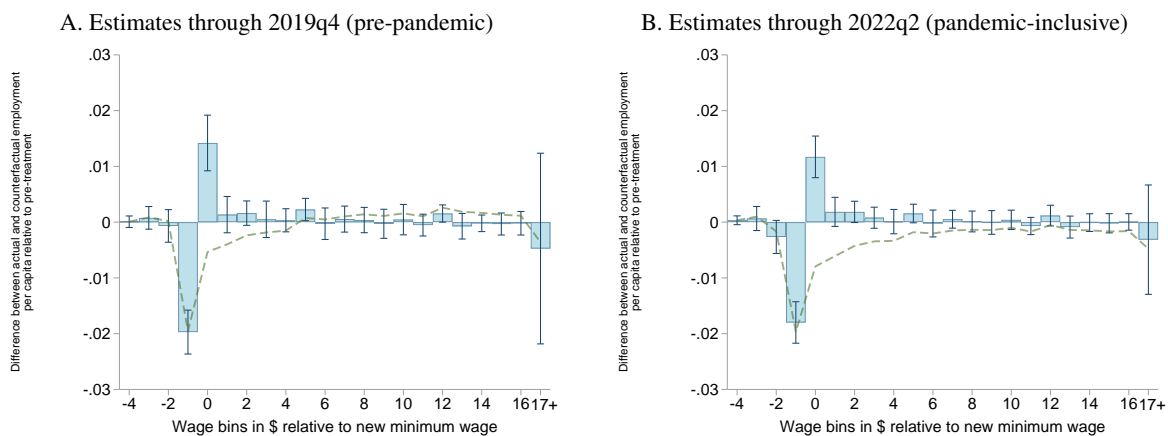 A. Estimates through 2019q4 (pre-pandemic)
Difference between actual and counterfactual employment
per capita relative to pre-treatment
.03
.02
.01
0
-.01
-.02
-.03
-4 -2 0 2 4 6 8 10 12 14 16 17+
Wage bins in $ relative to new minimum wage
B. Estimates through 2022q2 (pandemic-inclusive)
Difference between actual and counterfactual employment
per capita relative to pre-treatment
.03
.02
.01
0
-.01
-.02
-.03
-4 -2 0 2 4 6 8 10 12 14 16 17+
Wage bins in $ relative to new minimum wage